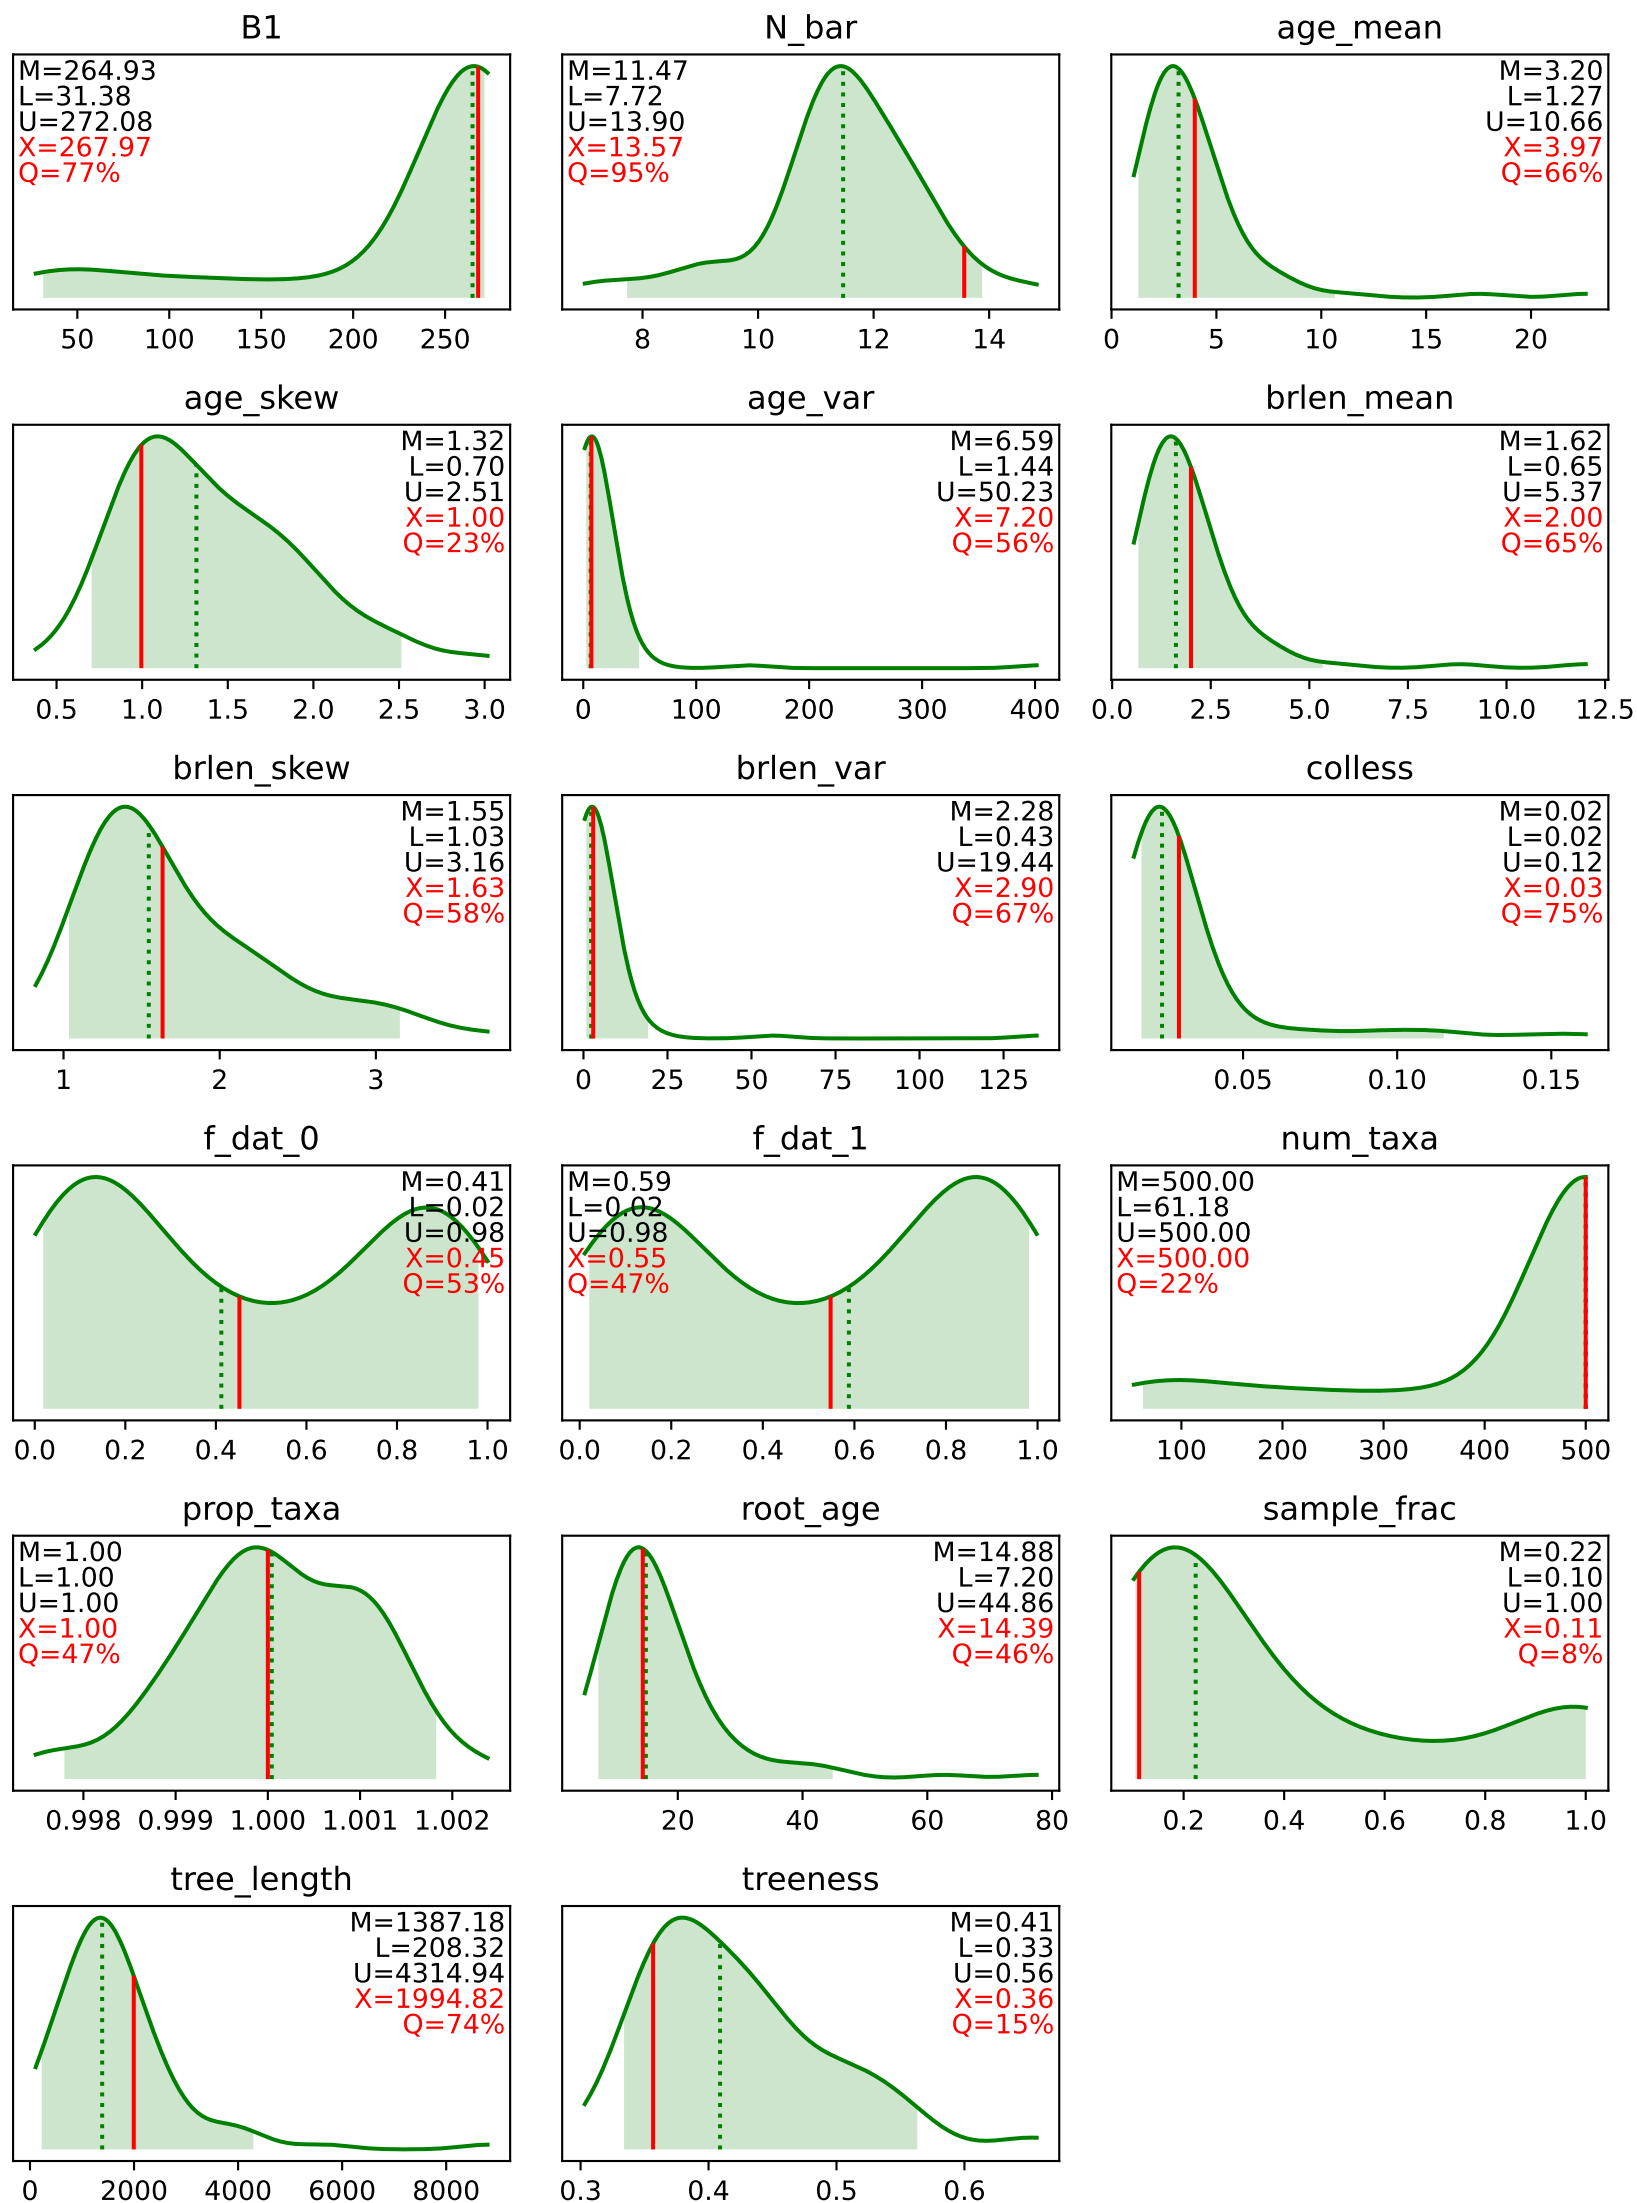 B1
M=264.93
L=31.38
U=272.08
X=267.97
Q=77%
50 100 150 200 250
N_bar
M=11.47
L=7.72
U=13.90
X=13.57
Q=95%
8 10 12 14
age_mean
M=3.20
L=1.27
U=10.66
X=3.97
Q=66%
0 5 10 15 20
age_skew
M=1.32
L=0.70
U=2.51
X=1.00
Q=23%
0.5 1.0 1.5 2.0 2.5 3.0
age_var
M=6.59
L=1.44
U=50.23
X=7.20
Q=56%
0 100 200 300 400
brlen_mean
M=1.62
L=0.65
U=5.37
X=2.00
Q=65%
0.0 2.5 5.0 7.5 10.0 12.5
brlen_skew
M=1.55
L=1.03
U=3.16
X=1.63
Q=58%
1 2 3
brlen_var
M=2.28
L=0.43
U=19.44
X=2.90
Q=67%
0 25 50 75 100 125
colless
M=0.02
L=0.02
U=0.12
X=0.03
Q=75%
0.05 0.10 0.15
f_dat_0
M=0.41
L=0.02
U=0.98
X=0.45
Q=53%
0.0 0.2 0.4 0.6 0.8 1.0
f_dat_1
M=0.59
L=0.02
U=0.98
X=0.55
Q=47%
0.0 0.2 0.4 0.6 0.8 1.0
num_taxa
M=500.00
L=61.18
U=500.00
X=500.00
Q=22%
100 200 300 400 500
prop_taxa
M=1.00
L=1.00
U=1.00
X=1.00
Q=47%
0.998 0.999 1.000 1.001 1.002
root_age
M=14.88
L=7.20
U=44.86
X=14.39
Q=46%
20 40 60 80
sample_frac
M=0.22
L=0.10
U=1.00
X=0.11
Q=8%
0.2 0.4 0.6 0.8 1.0
tree_length
M=1387.18
L=208.32
U=4314.94
X=1994.82
Q=74%
0 2000 4000 6000 8000
treeness
M=0.41
L=0.33
U=0.56
X=0.36
Q=15%
0.3 0.4 0.5 0.6